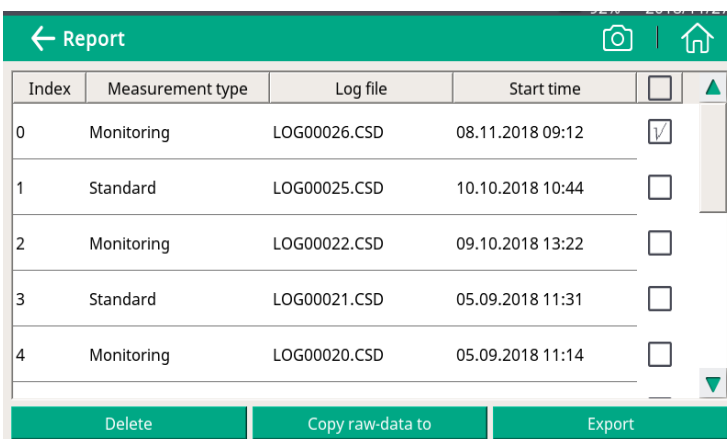 Report
Index Measurement type Log file Start time
0 Monitoring LOG00026.CSD 08.11.2018 09:12
1 Standard LOG00025.CSD 10.10.2018 10:44
2 Monitoring LOG00022.CSD 09.10.2018 13:22
3 Standard LOG00021.CSD 05.09.2018 11:31
4 Monitoring LOG00020.CSD 05.09.2018 11:14
Delete Copy raw-data to Export